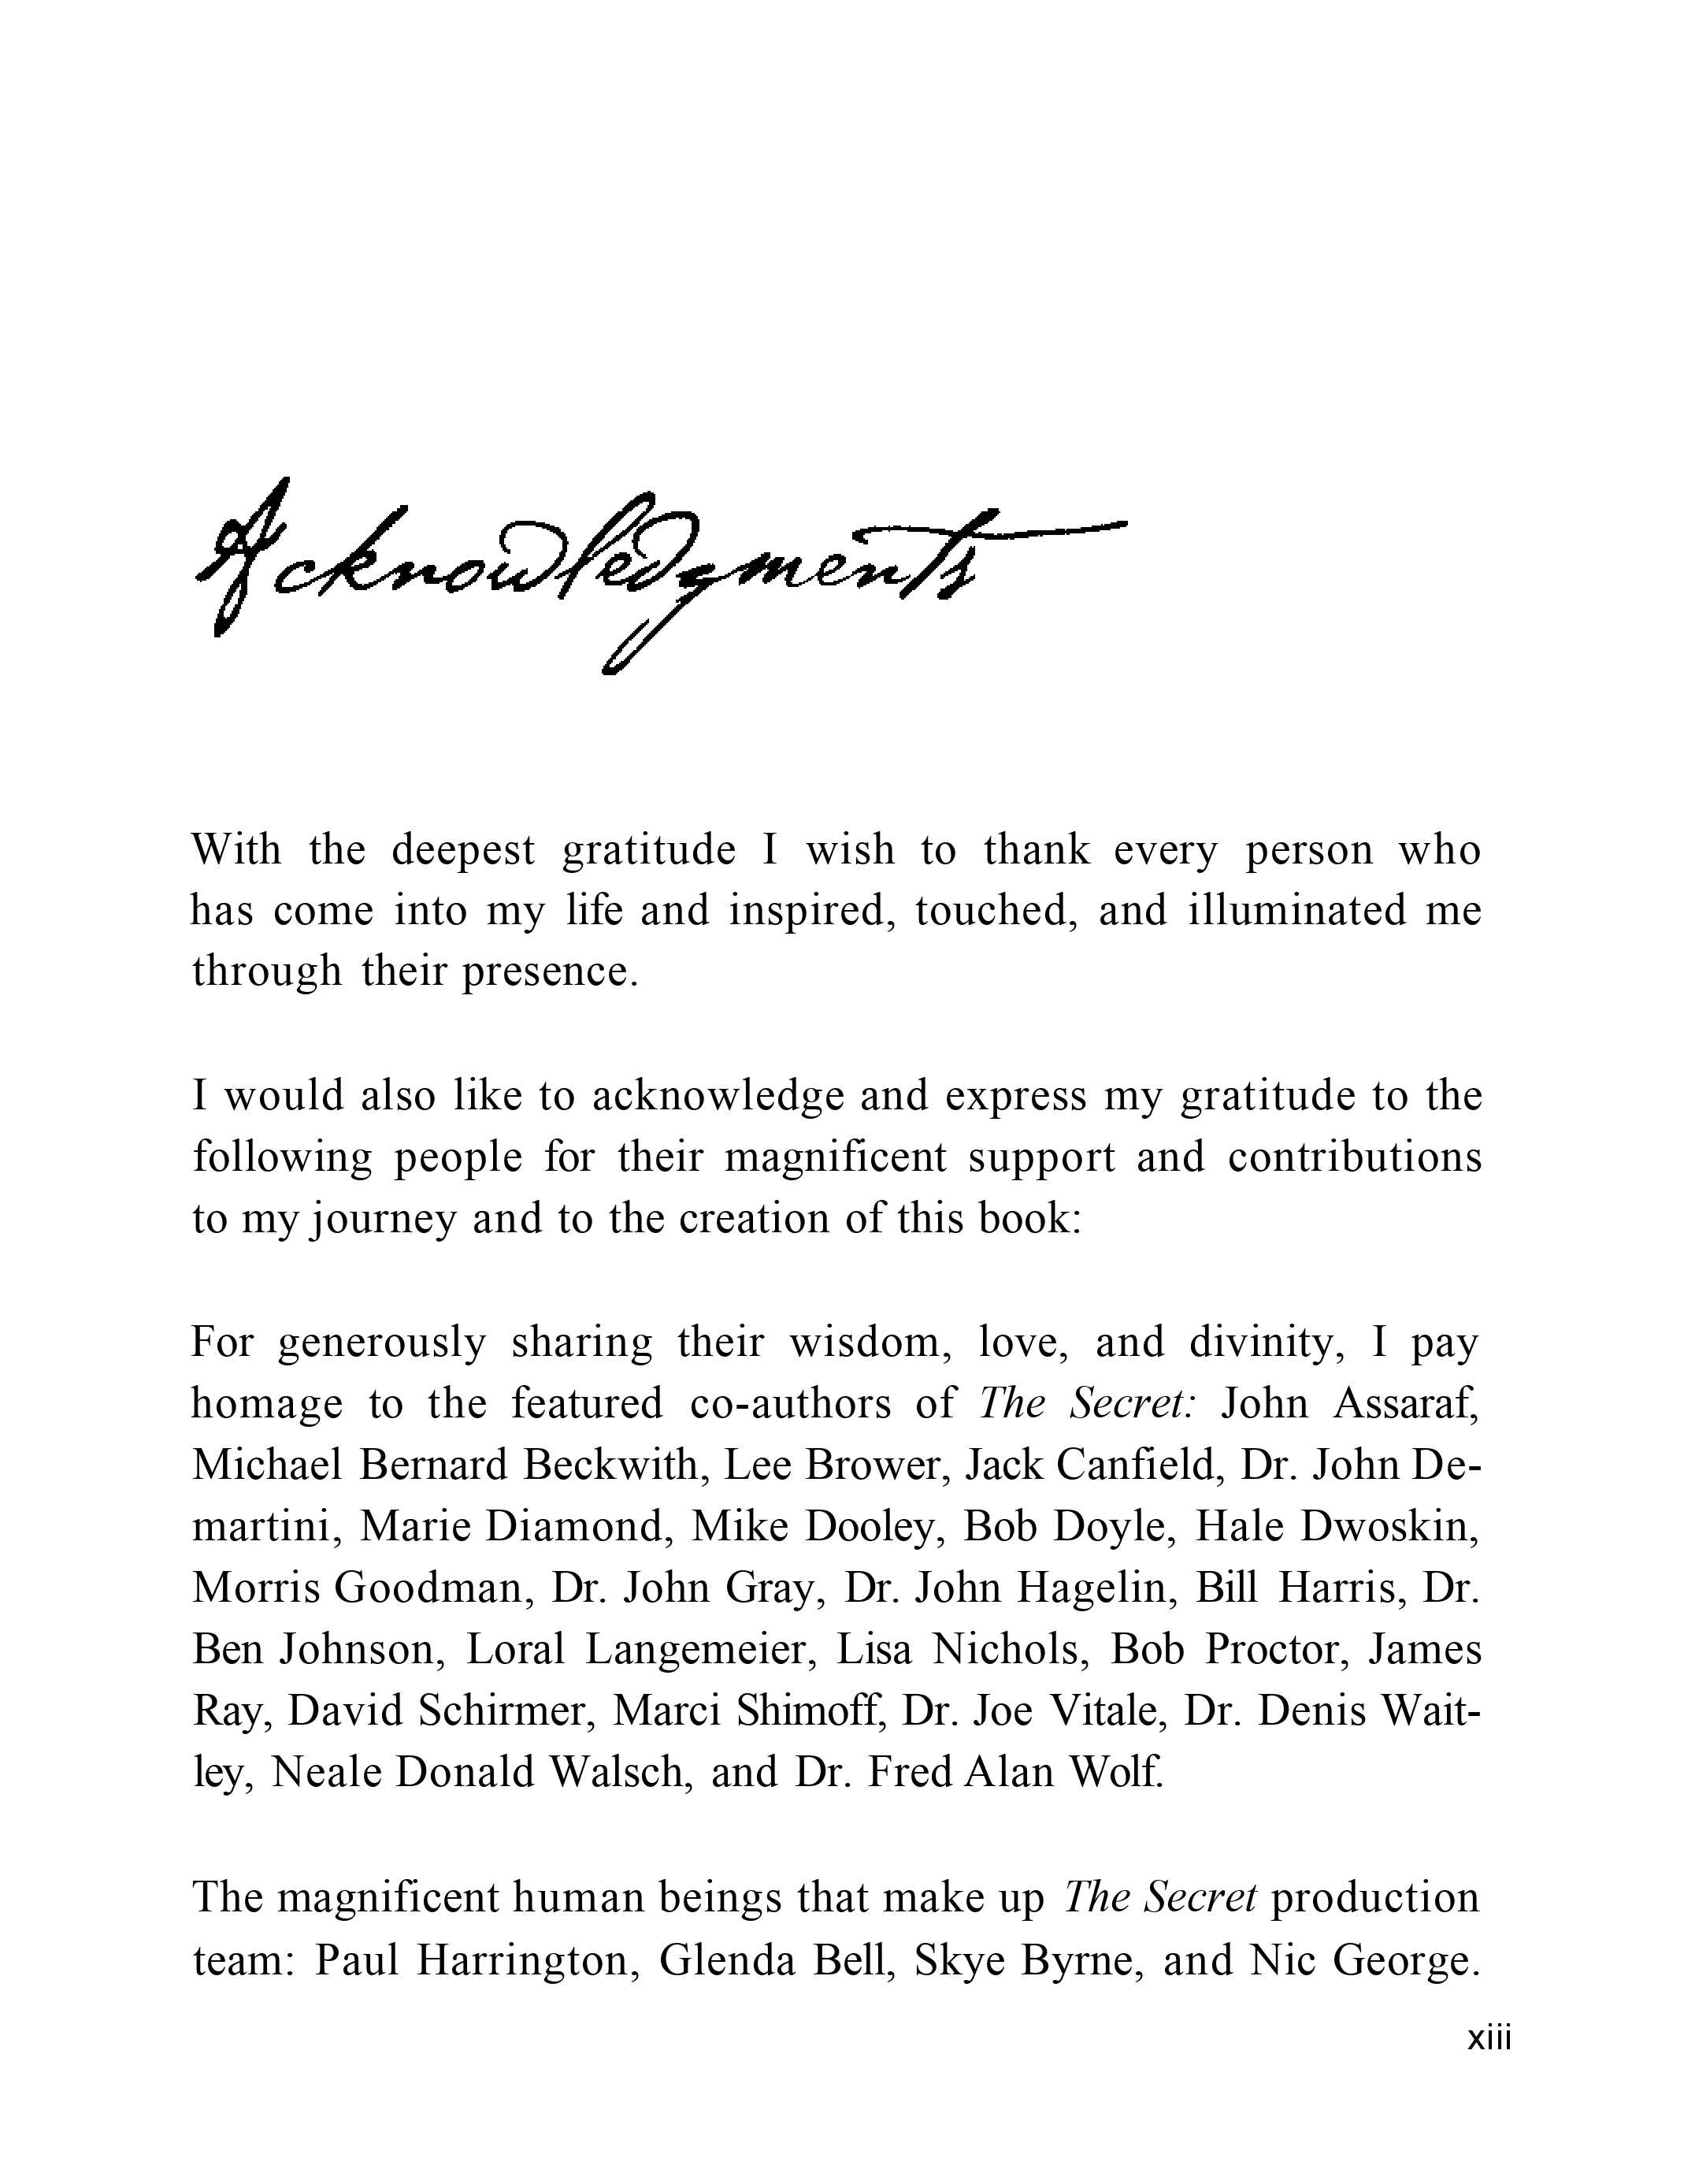 Acknowledgments
With the deepest gratitude I wish to thank every person who
has come into my life and inspired, touched, and illuminated me
through their presence.
I would also like to acknowledge and express my gratitude to the
following people for their magnificent support and contributions
to my journey and to the creation of this book:
For generously sharing their wisdom, love, and divinity, I pay
homage to the featured co-authors of The Secret: John Assaraf,
Michael Bernard Beckwith, Lee Brower, Jack Canfield, Dr. John De-
martini, Marie Diamond, Mike Dooley, Bob Doyle, Hale Dwoskin,
Morris Goodman, Dr. John Gray, Dr. John Hagelin, Bill Harris, Dr.
Ben Johnson, Loral Langemeier, Lisa Nichols, Bob Proctor, James
Ray, David Schirmer, Marci Shimoff, Dr. Joe Vitale, Dr. Denis Wait-
ley, Neale Donald Walsch, and Dr. Fred Alan Wolf.
The magnificent human beings that make up The Secret production
team: Paul Harrington, Glenda Bell, Skye Byrne, and Nic George.
xiii